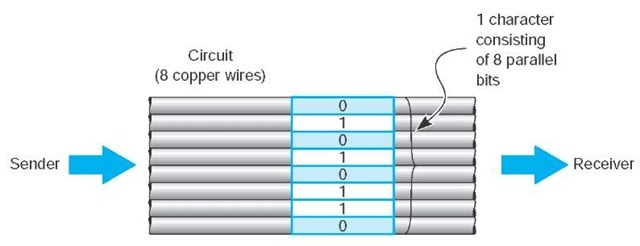 1 character
consisting
of 8 parallel
bits
Circuit
(8 copper wires)
0
1
0
1
0
1
1
0
Sender
Receiver